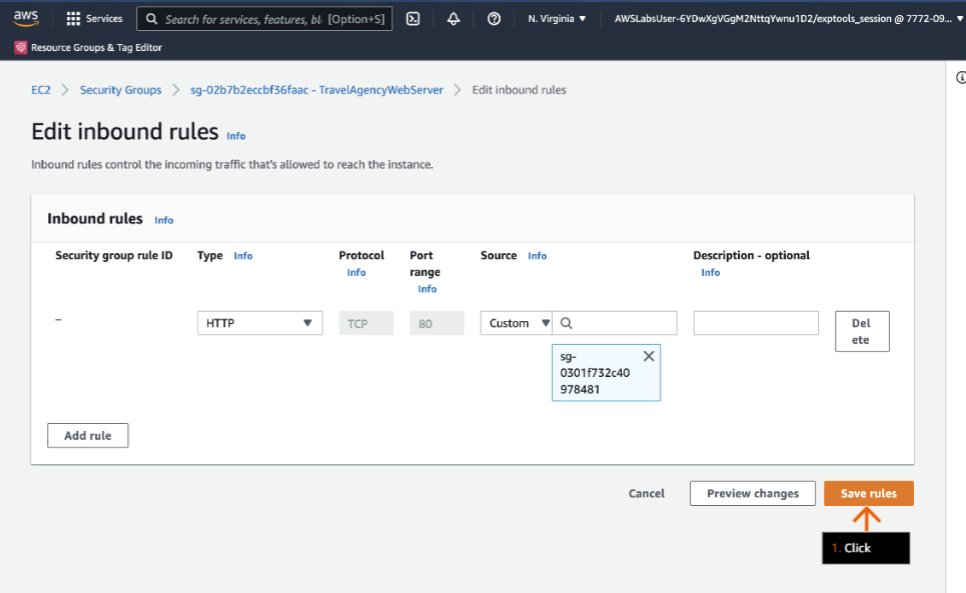 aws
Services
Search for services, features, bl [Option+S]
N. Virginia
AWSLabsUser-6YDwXgVGgM2NttqYwnu1D2/exptools_session @ 7772-09...
Resource Groups & Tag Editor
EC2 > Security Groups > sg-02b7b2eccbf36faac - TravelAgencyWebServer > Edit inbound rules
Edit inbound rules Info
Inbound rules control the incoming traffic that's allowed to reach the instance.
Inbound rules Info
Security group rule ID
Type Info
Protocol
Info
Port
range
Info
Source Info
Description - optional
Info
–
HTTP
TCP
80
Custom
sg-
0301f732c40
978481
Del
ete
Add rule
Cancel
Preview changes
Save rules
1. Click